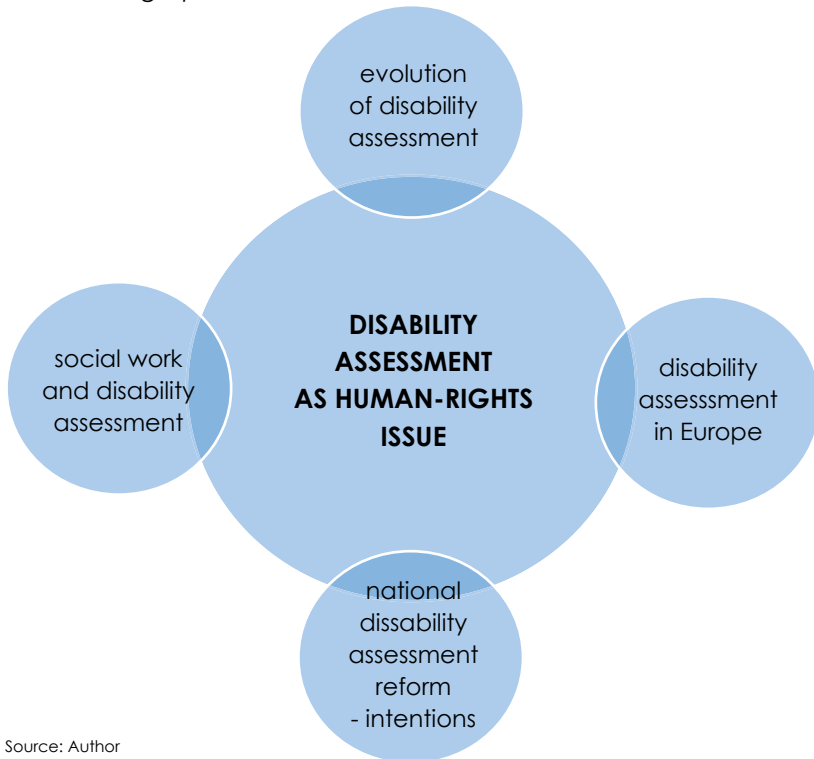 evolution
of disability
assessment
DISABILITY
ASSESSMENT
AS HUMAN-RIGHTS
ISSUE
social work
and disability
assessment
disability
assesssment
in Europe
national
dissability
assessment
reform
- intentions
Source: Author